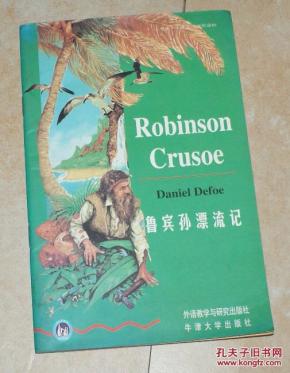 Robinson
Crusoe
Daniel Defoe
鲁宾孙漂流记
外语教学与研究出版社
牛津大学出版社
孔夫子旧书网